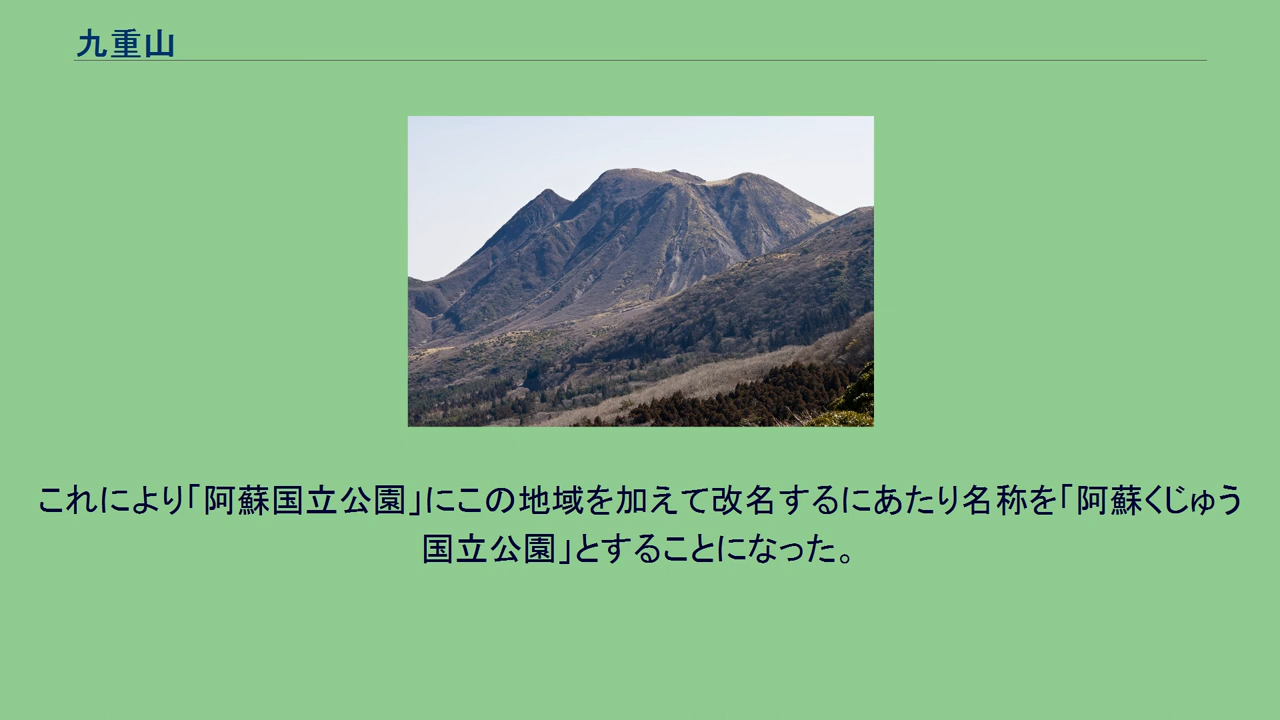 九重山
これにより「阿蘇国立公園」にこの地域を加えて改名するにあたり名称を「阿蘇くじゅう
国立公園」とすることになった。